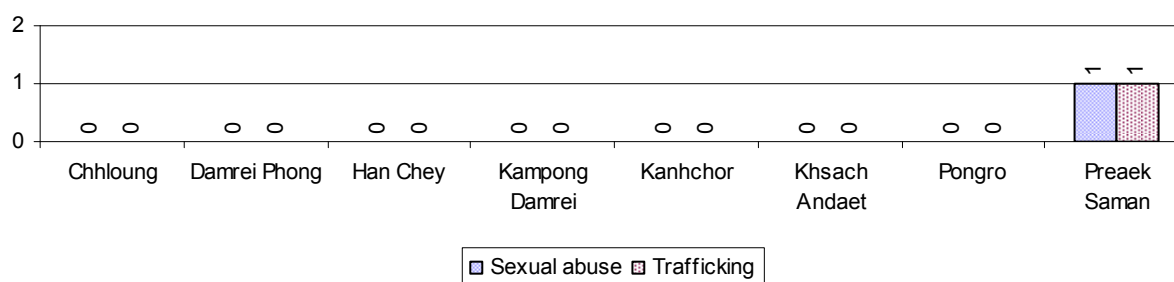 2
1
0
0 0 0 0 0 0 0 0 0 0 0 0 0 0 1 1
Chhloung Damrei Phong Han Chey Kampong Damrei Kanhchor Khsach Andaet Pongro Preaek Saman
Sexual abuse Trafficking